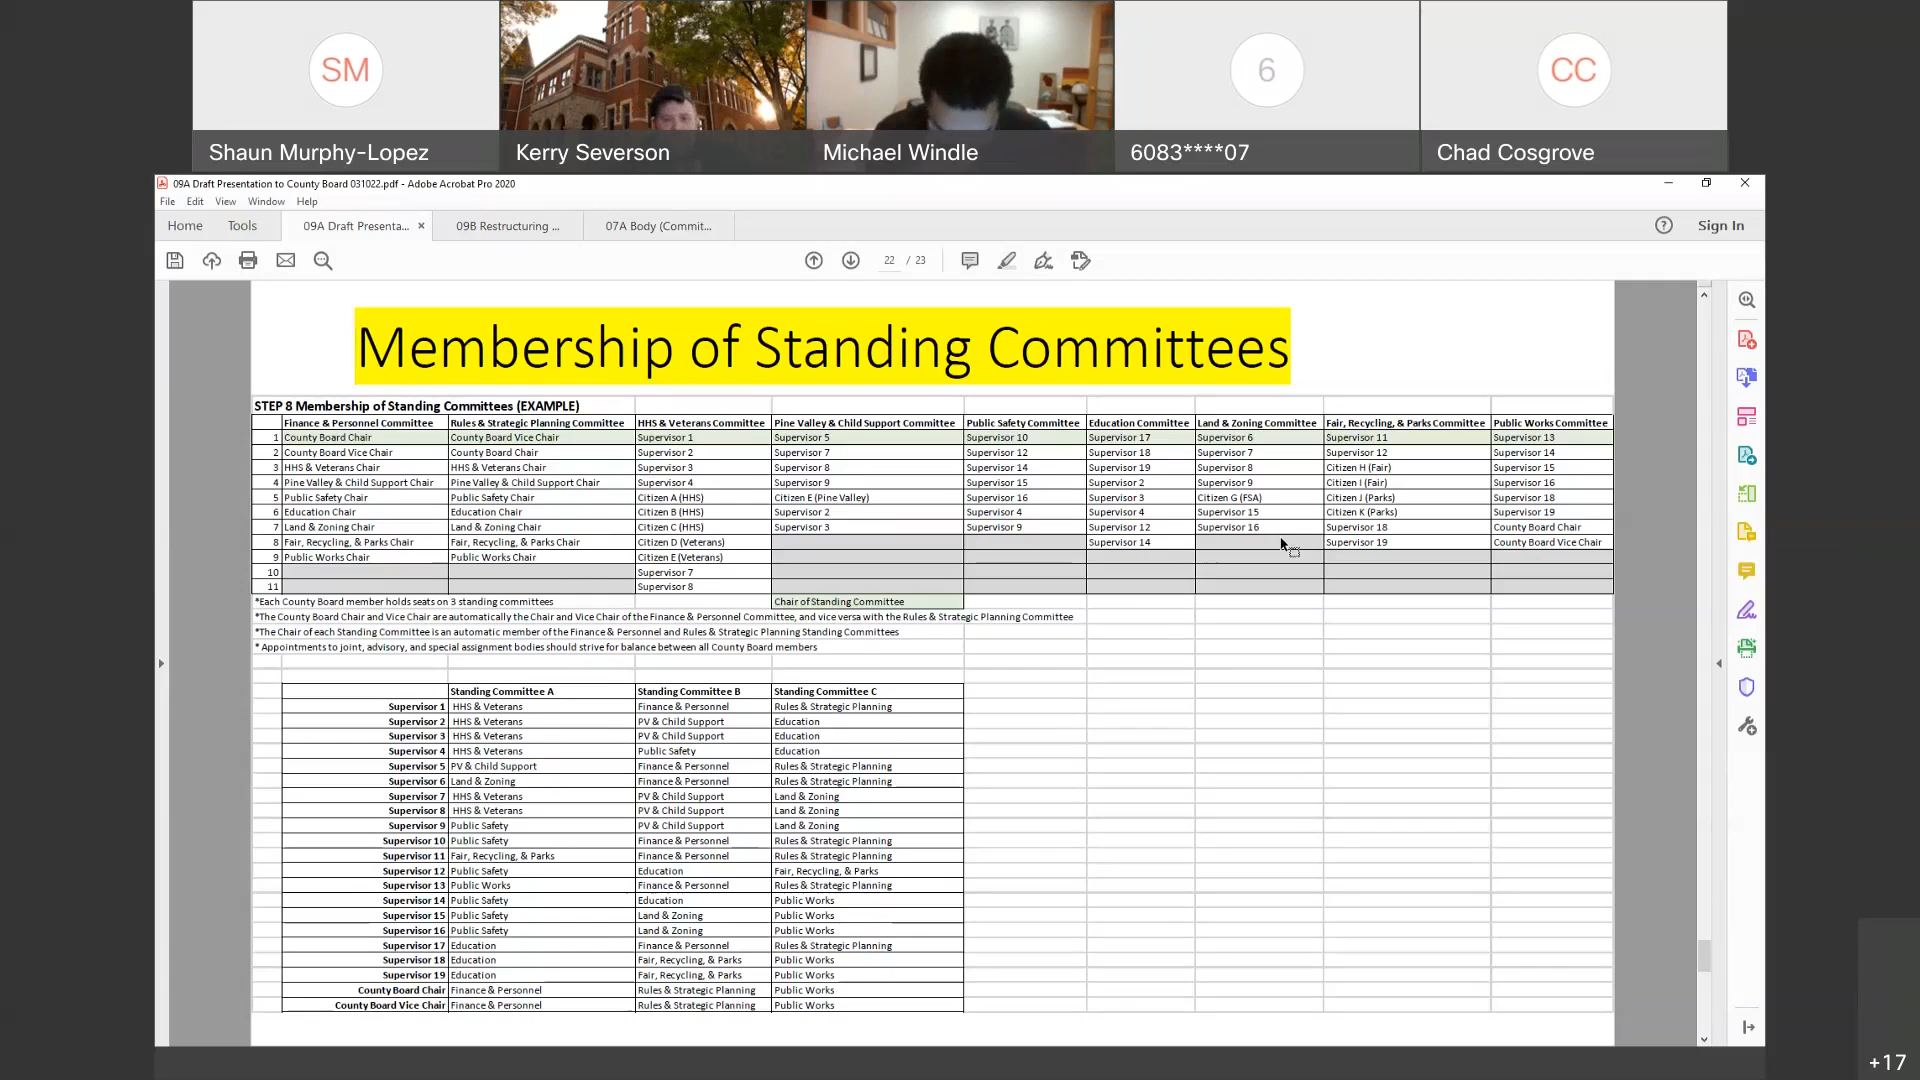 SM
6
CC
Shaun Murphy-Lopez
Kerry Severson
Michael Windle
6083****07
Chad Cosgrove
09A Draft Presentation to County Board 031022.pdf - Adobe Acrobat Pro 2020
File Edit View Window Help
Home Tools 09A Draft Presenta... × 09B Restructuring ... 07A Body (Commit... Sign In
22 / 23
Membership of Standing Committees
STEP 8 Membership of Standing Committees (EXAMPLE)
Finance & Personnel Committee Rules & Strategic Planning Committee HHS & Veterans Committee Pine Valley & Child Support Committee Public Safety Committee Education Committee Land & Zoning Committee Fair, Recycling, & Parks Committee Public Works Committee
1 County Board Chair County Board Vice Chair Supervisor 1 Supervisor 5 Supervisor 10 Supervisor 17 Supervisor 6 Supervisor 11 Supervisor 13
2 County Board Vice Chair County Board Chair Supervisor 2 Supervisor 7 Supervisor 12 Supervisor 18 Supervisor 7 Supervisor 12 Supervisor 14
3 HHS & Veterans Chair HHS & Veterans Chair Supervisor 3 Supervisor 8 Supervisor 14 Supervisor 19 Supervisor 8 Citizen H (Fair) Supervisor 15
4 Pine Valley & Child Support Chair Pine Valley & Child Support Chair Supervisor 4 Supervisor 9 Supervisor 15 Supervisor 2 Supervisor 9 Citizen I (Fair) Supervisor 16
5 Public Safety Chair Public Safety Chair Citizen A (HHS) Citizen E (Pine Valley) Supervisor 16 Supervisor 3 Citizen G (FSA) Citizen J (Parks) Supervisor 18
6 Education Chair Education Chair Citizen B (HHS) Supervisor 2 Supervisor 4 Supervisor 4 Supervisor 15 Citizen K (Parks) Supervisor 19
7 Land & Zoning Chair Land & Zoning Chair Citizen C (HHS) Supervisor 3 Supervisor 9 Supervisor 12 Supervisor 16 Supervisor 18 County Board Chair
8 Fair, Recycling, & Parks Chair Fair, Recycling, & Parks Chair Citizen D (Veterans) Supervisor 14 Supervisor 19 County Board Vice Chair
9 Public Works Chair Public Works Chair Citizen E (Veterans)
10 Supervisor 7
11 Supervisor 8
*Each County Board member holds seats on 3 standing committees Chair of Standing Committee
*The County Board Chair and Vice Chair are automatically the Chair and Vice Chair of the Finance & Personnel Committee, and vice versa with the Rules & Strategic Planning Committee
*The Chair of each Standing Committee is an automatic member of the Finance & Personnel and Rules & Strategic Planning Standing Committees
* Appointments to joint, advisory, and special assignment bodies should strive for balance between all County Board members
Standing Committee A Standing Committee B Standing Committee C
Supervisor 1 HHS & Veterans Finance & Personnel Rules & Strategic Planning
Supervisor 2 HHS & Veterans PV & Child Support Education
Supervisor 3 HHS & Veterans PV & Child Support Education
Supervisor 4 HHS & Veterans Public Safety Education
Supervisor 5 PV & Child Support Finance & Personnel Rules & Strategic Planning
Supervisor 6 Land & Zoning Finance & Personnel Rules & Strategic Planning
Supervisor 7 HHS & Veterans PV & Child Support Land & Zoning
Supervisor 8 HHS & Veterans PV & Child Support Land & Zoning
Supervisor 9 Public Safety PV & Child Support Land & Zoning
Supervisor 10 Public Safety Finance & Personnel Rules & Strategic Planning
Supervisor 11 Fair, Recycling, & Parks Finance & Personnel Rules & Strategic Planning
Supervisor 12 Public Safety Education Fair, Recycling, & Parks
Supervisor 13 Public Works Finance & Personnel Rules & Strategic Planning
Supervisor 14 Public Safety Education Public Works
Supervisor 15 Public Safety Land & Zoning Public Works
Supervisor 16 Public Safety Land & Zoning Public Works
Supervisor 17 Education Finance & Personnel Rules & Strategic Planning
Supervisor 18 Education Fair, Recycling, & Parks Public Works
Supervisor 19 Education Fair, Recycling, & Parks Public Works
County Board Chair Finance & Personnel Rules & Strategic Planning Public Works
County Board Vice Chair Finance & Personnel Rules & Strategic Planning Public Works
+17